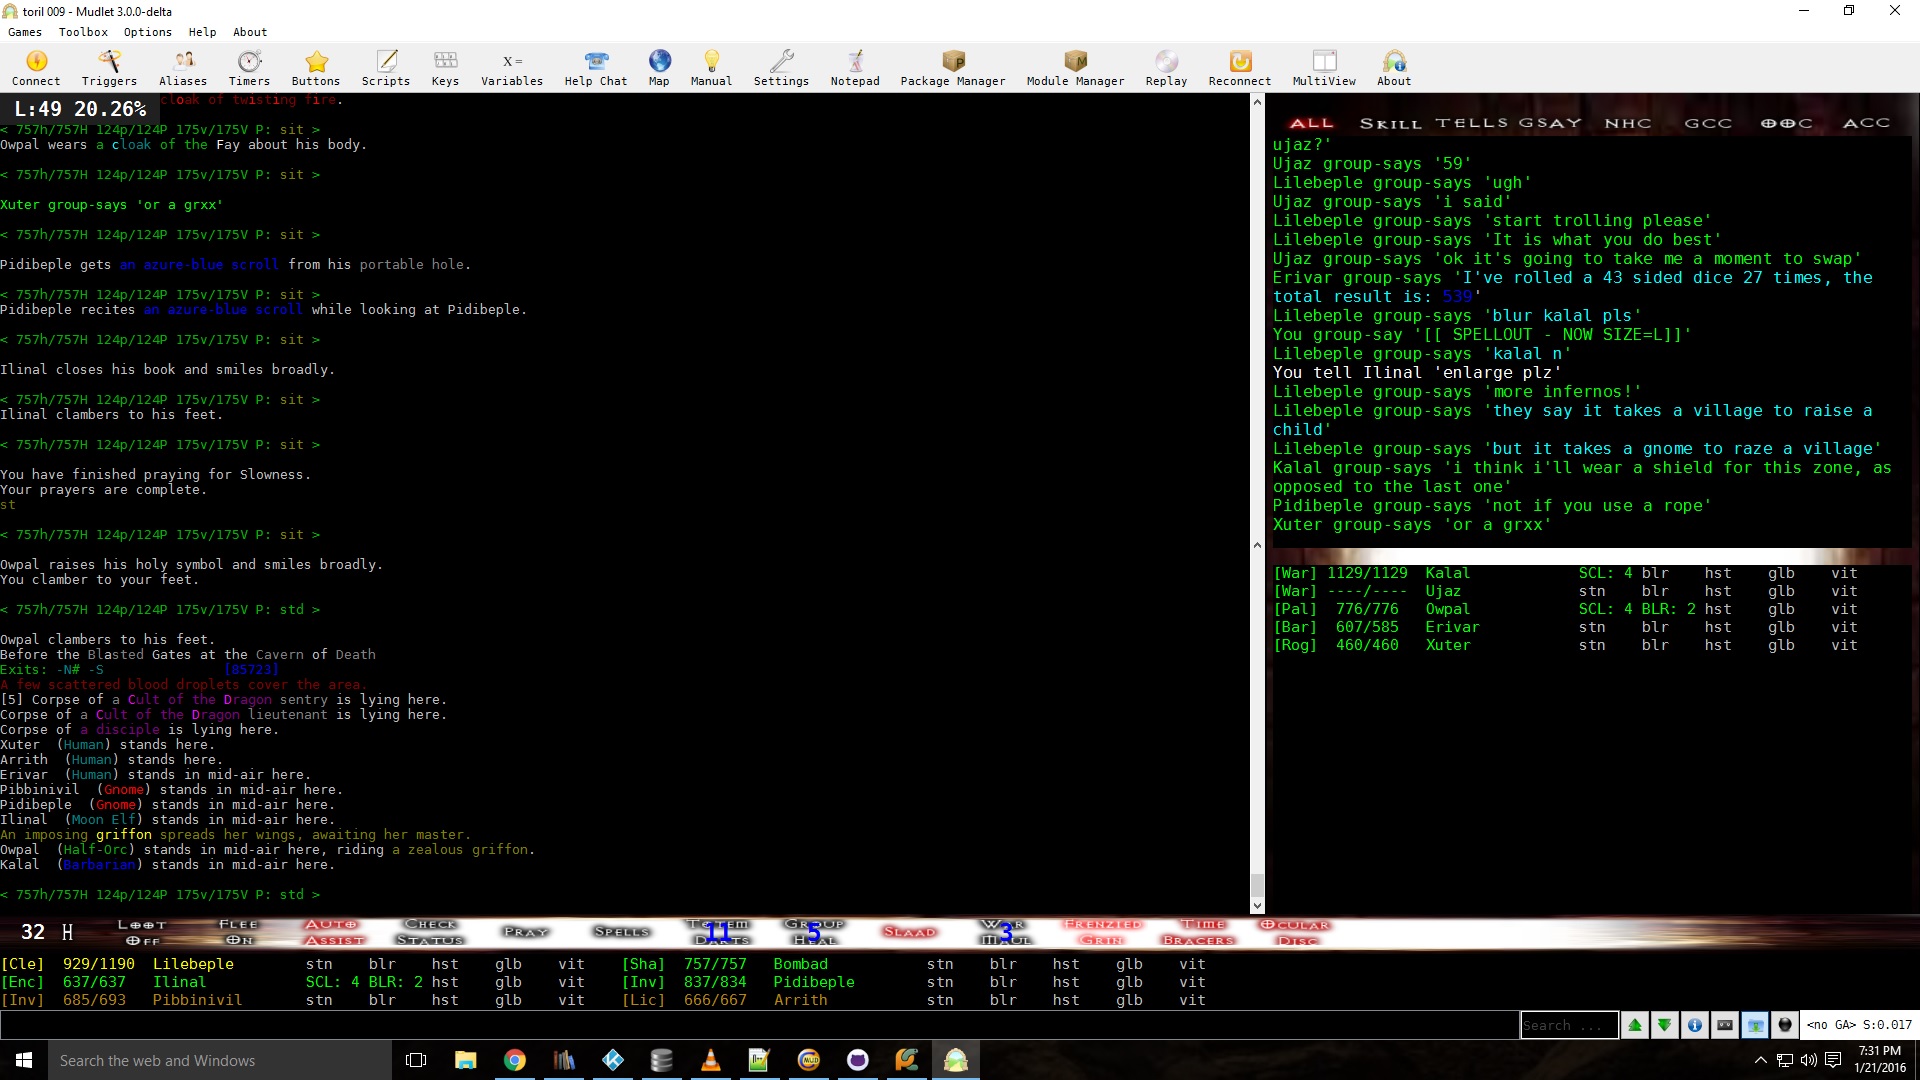 toril 009 - Mudlet 3.0.0-delta
Games Toolbox Options Help About
Connect Triggers Aliases Timers Buttons Scripts Keys Variables Help Chat Map Manual Settings Notepad Package Manager Module Manager Replay Reconnect MultiView About
X =
L:49 20.26%
cloak of twisting fire.
< 757h/757H 124p/124P 175v/175V P: sit >
Owpal wears a cloak of the Fay about his body.
< 757h/757H 124p/124P 175v/175V P: sit >
Xuter group-says 'or a grxx'
< 757h/757H 124p/124P 175v/175V P: sit >
Pidibeple gets an azure-blue scroll from his portable hole.
< 757h/757H 124p/124P 175v/175V P: sit >
Pidibeple recites an azure-blue scroll while looking at Pidibeple.
< 757h/757H 124p/124P 175v/175V P: sit >
Ilinal closes his book and smiles broadly.
< 757h/757H 124p/124P 175v/175V P: sit >
Ilinal clambers to his feet.
< 757h/757H 124p/124P 175v/175V P: sit >
You have finished praying for Slowness.
Your prayers are complete.
st
< 757h/757H 124p/124P 175v/175V P: sit >
Owpal raises his holy symbol and smiles broadly.
You clamber to your feet.
< 757h/757H 124p/124P 175v/175V P: std >
Owpal clambers to his feet.
Before the Blasted Gates at the Cavern of Death
Exits: -N# -S [85723]
A few scattered blood droplets cover the area.
[5] Corpse of a Cult of the Dragon sentry is lying here.
Corpse of a Cult of the Dragon lieutenant is lying here.
Corpse of a disciple is lying here.
Xuter (Human) stands here.
Arrith (Human) stands here.
Erivar (Human) stands in mid-air here.
Pibbinivil (Gnome) stands in mid-air here.
Pidibeple (Gnome) stands in mid-air here.
Ilinal (Moon Elf) stands in mid-air here.
An imposing griffon spreads her wings, awaiting her master.
Owpal (Half-Orc) stands in mid-air here, riding a zealous griffon.
Kalal (Barbarian) stands in mid-air here.
< 757h/757H 124p/124P 175v/175V P: std >
ALL SKILL TELLS GSAY NHC GCC OOC ACC
ujaz?'
Ujaz group-says '59'
Lilebeple group-says 'ugh'
Ujaz group-says 'i said'
Lilebeple group-says 'start trolling please'
Lilebeple group-says 'It is what you do best'
Ujaz group-says 'ok it's going to take me a moment to swap'
Erivar group-says 'I've rolled a 43 sided dice 27 times, the
total result is: 539'
Lilebeple group-says 'blur kalal pls'
You group-say '[[ SPELLOUT - NOW SIZE=L]]'
Lilebeple group-says 'kalal n'
You tell Ilinal 'enlarge plz'
Lilebeple group-says 'more infernos!'
Lilebeple group-says 'they say it takes a village to raise a
child'
Lilebeple group-says 'but it takes a gnome to raze a village'
Kalal group-says 'i think i'll wear a shield for this zone, as
opposed to the last one'
Pidibeple group-says 'not if you use a rope'
Xuter group-says 'or a grxx'
[War] 1129/1129 Kalal SCL: 4 blr hst glb vit
[War] ----/---- Ujaz stn blr hst glb vit
[Pal] 776/776 Owpal SCL: 4 BLR: 2 hst glb vit
[Bar] 607/585 Erivar stn blr hst glb vit
[Rog] 460/460 Xuter stn blr hst glb vit
32 H LOOT OFF FLEE ON AUTO ASSIST CHECK STATUS PRAY SPELLS TOTEM DARTS 11 GROUP HEAL 5 SLAAD WAR MAUL 3 FRENZIED GRIN TIME BRACERS OCULAR DISC
[Cle] 929/1190 Lilebeple stn blr hst glb vit [Sha] 757/757 Bombad stn blr hst glb vit
[Enc] 637/637 Ilinal SCL: 4 BLR: 2 hst glb vit [Inv] 837/834 Pidibeple stn blr hst glb vit
[Inv] 685/693 Pibbinivil stn blr hst glb vit [Lic] 666/667 Arrith stn blr hst glb vit
Search ... <no GA> S:0.017
Search the web and Windows
7:31 PM
1/21/2016